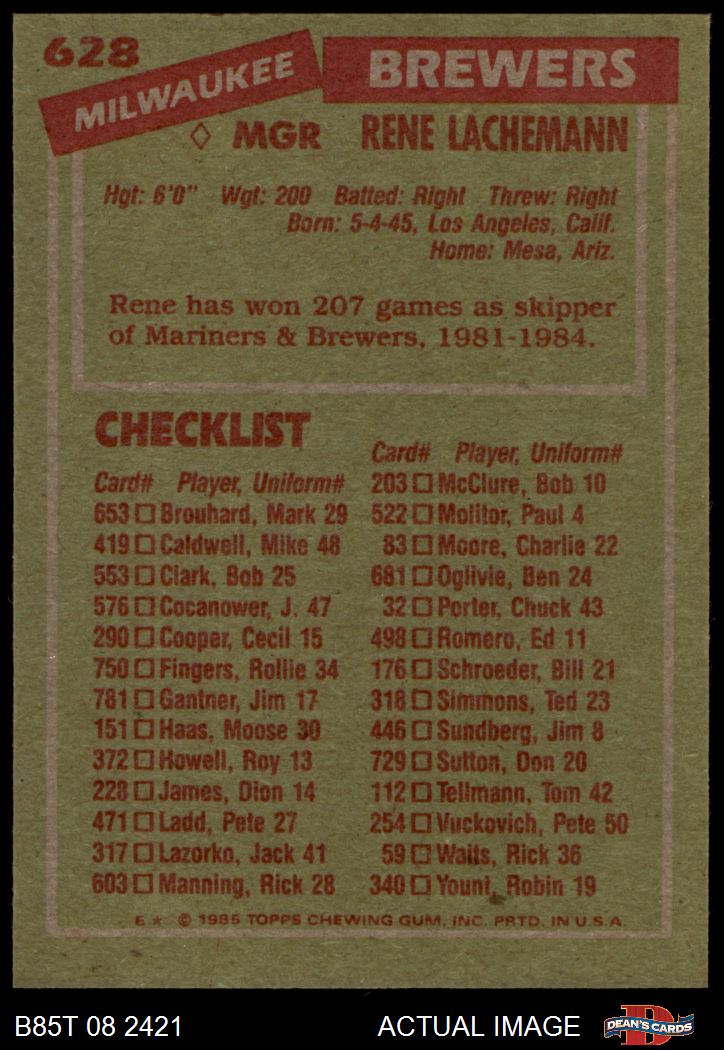 628
MILWAUKEE BREWERS
MGR RENE LACHEMANN
Hgt: 6'0" Wgt: 200 Batted: Right Threw: Right
Born: 5-4-45, Los Angeles, Calif.
Home: Mesa, Ariz.
Rene has won 207 games as skipper
of Mariners & Brewers, 1981-1984.
CHECKLIST
Card# Player, Uniform#
653 Brouhard, Mark 29
419 Caldwell, Mike 48
553 Clark, Bob 25
576 Cocanower, J. 47
290 Cooper, Cecil 15
750 Fingers, Rollie 34
781 Gantner, Jim 17
151 Haas, Moose 30
372 Howell, Roy 13
228 James, Dion 14
471 Ladd, Pete 27
317 Lazorko, Jack 41
603 Manning, Rick 28
Card# Player, Uniform#
203 McClure, Bob 10
522 Molitor, Paul 4
83 Moore, Charlie 22
681 Oglivie, Ben 24
32 Porter, Chuck 43
498 Romero, Ed 11
176 Schroeder, Bill 21
318 Simmons, Ted 23
446 Sundberg, Jim 8
729 Sutton, Don 20
112 Tellmann, Tom 42
254 Vuckovich, Pete 50
59 Waits, Rick 36
340 Yount, Robin 19
E * © 1985 TOPPS CHEWING GUM, INC. PRTD. IN U.S.A.
B85T 08 2421 ACTUAL IMAGE DEAN'S CARDS